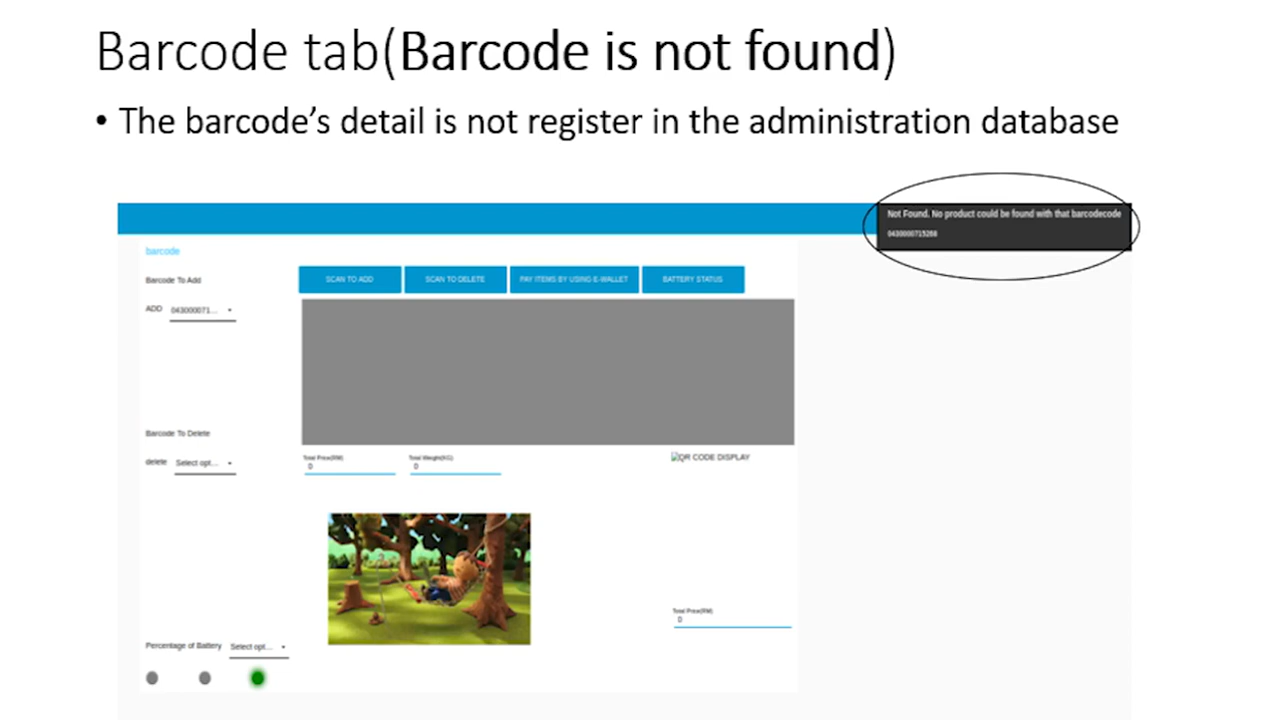 Barcode tab(Barcode is not found)
• The barcode’s detail is not register in the administration database
Not Found. No product could be found with that barcodecode
0430000715268
barcode
Barcode To Add
SCAN TO ADD
SCAN TO DELETE
PAY ITEMS BY USING E-WALLET
BATTERY STATUS
ADD
043000071...
Barcode To Delete
delete
Select opt...
Total Price(RM)
0
Total Weight(KG)
0
QR CODE DISPLAY
Total Price(RM)
0
Percentage of Battery
Select opt...